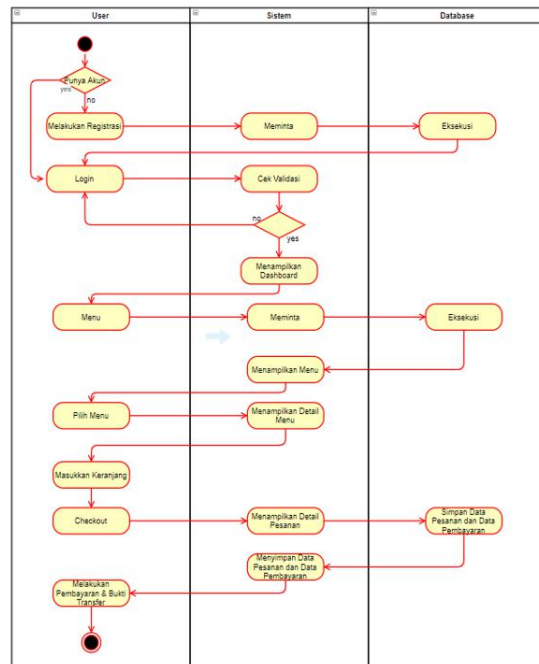 User
Sistem
Database
Punya Akun
yes
no
Melakukan Registrasi
Meminta
Eksekusi
Login
Cek Validasi
no
yes
Menampilkan
Dashboard
Menu
Meminta
Eksekusi
Menampilkan Menu
Pilih Menu
Menampilkan Detail
Menu
Masukkan Keranjang
Checkout
Menampilkan Detail
Pesanan
Simpan Data
Pesanan dan Data
Pembayaran
Menyimpan Data
Pesanan dan Data
Pembayaran
Melakukan
Pembayaran & Bukti
Transfer